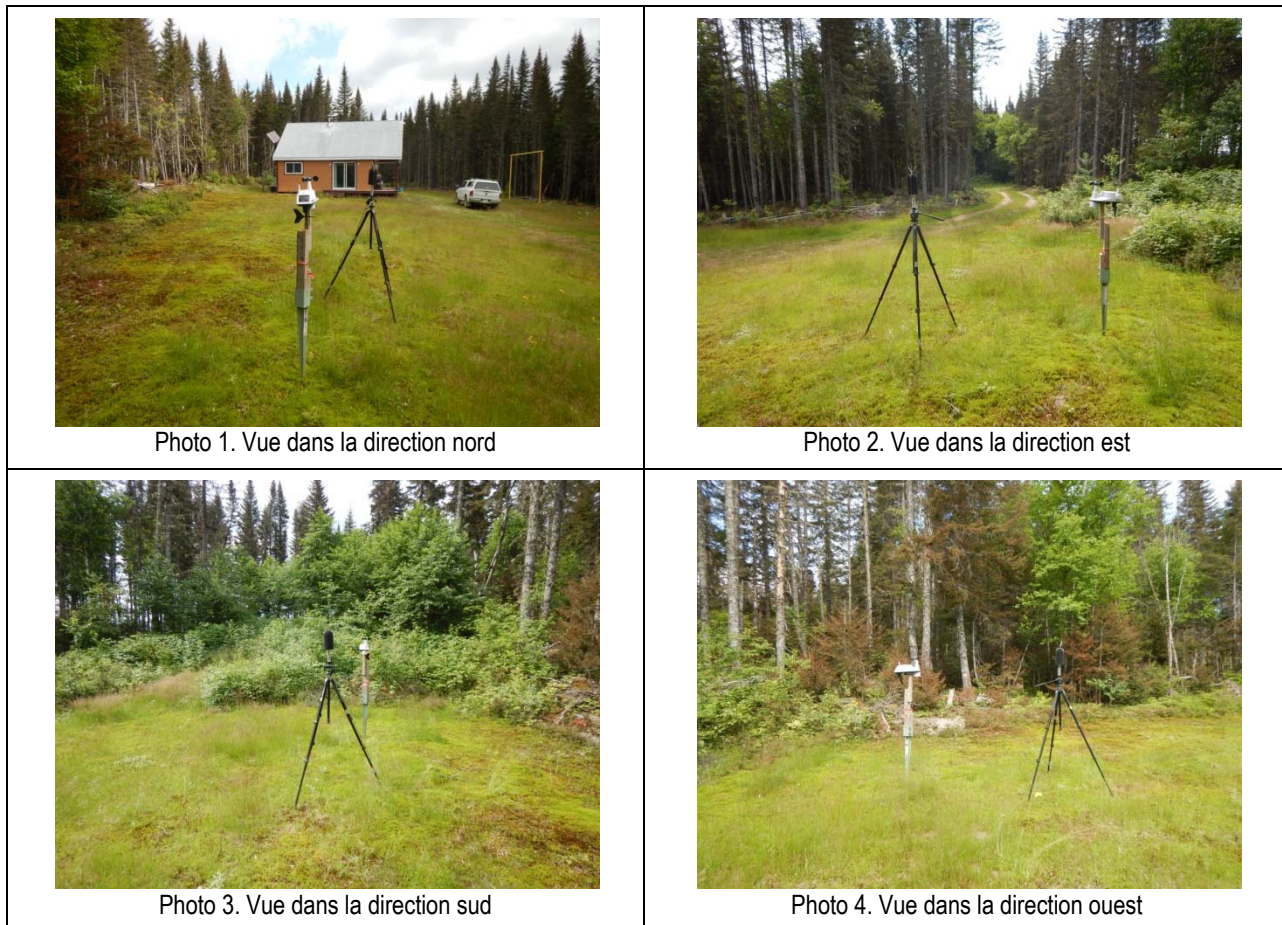 Photo 1. Vue dans la direction nord
Photo 2. Vue dans la direction est
Photo 3. Vue dans la direction sud
Photo 4. Vue dans la direction ouest